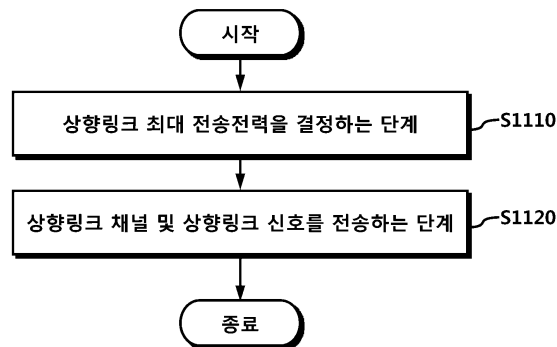 시작
상향링크 최대 전송전력을 결정하는 단계
S1110
상향링크 채널 및 상향링크 신호를 전송하는 단계
S1120
종료